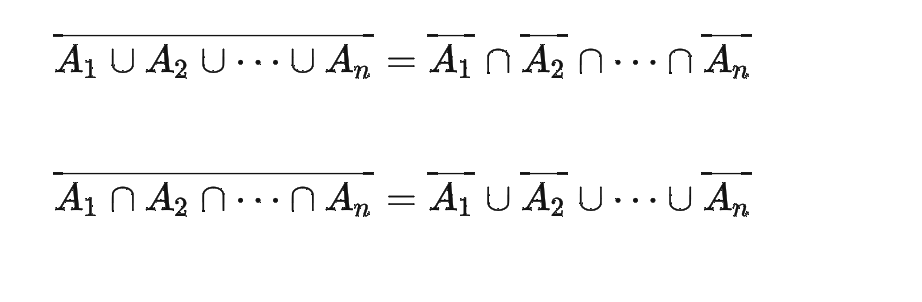 $\overline{A_1 \cup A_2 \cup \cdots \cup A_n} = \overline{A_1} \cap \overline{A_2} \cap \cdots \cap \overline{A_n}$
$\overline{A_1 \cap A_2 \cap \cdots \cap A_n} = \overline{A_1} \cup \overline{A_2} \cup \cdots \cup \overline{A_n}$